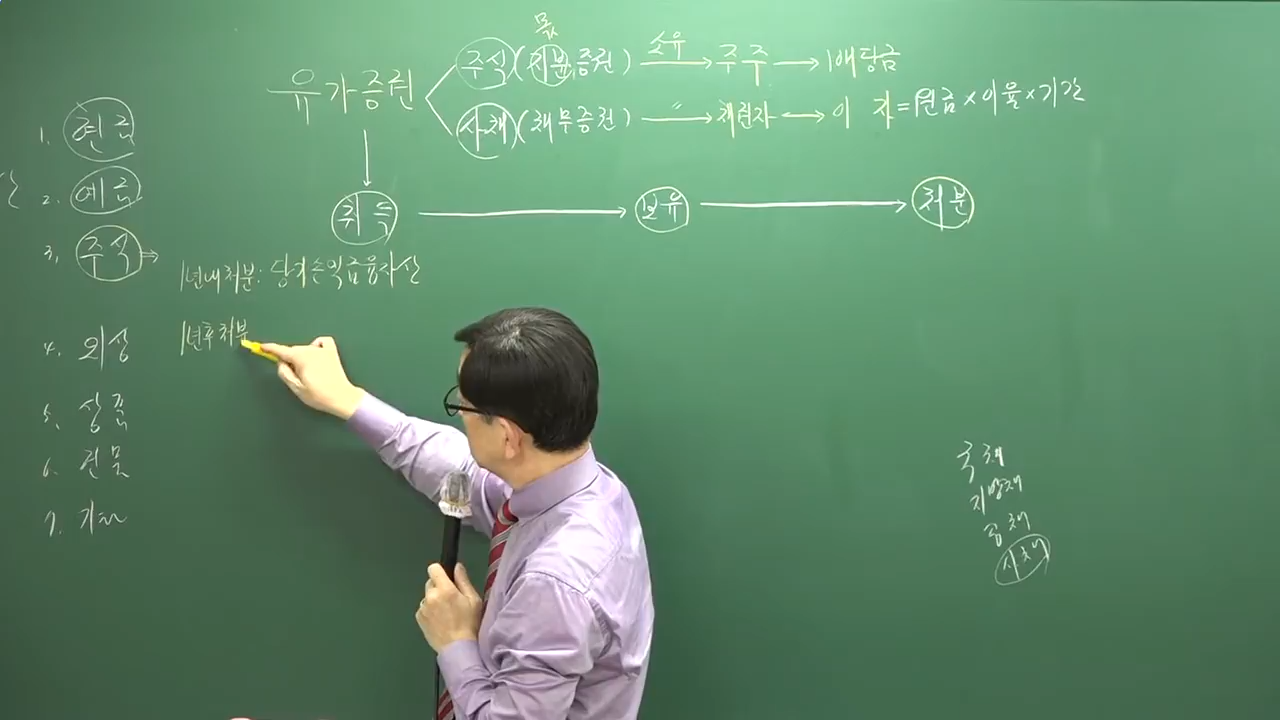 몫
유가증권
주식(지분증권) 소유 → 주주 → 1배당금
사채(채무증권) 〃 → 채권자 ↔ 이자=원금×이율×기간
취득 → 보유 → 처분
1. 현금
2. 예금
3. 주식 ⇒
4. 외상
5. 상품
6. 건물
7. 기타
1년내처분: 당기손익금융자산
1년후처분
국채
지방채
공채
사채